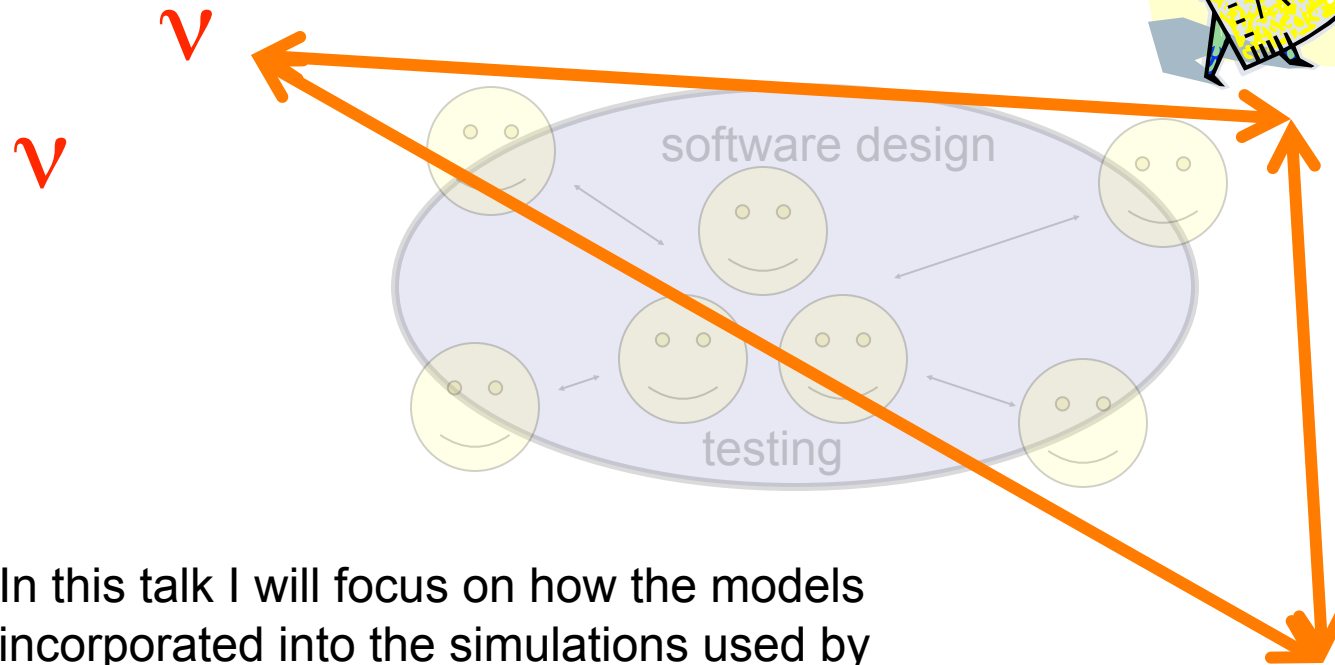 ν
ν
software design
testing
In this talk I will focus on how the models
incorporated into the simulations used by